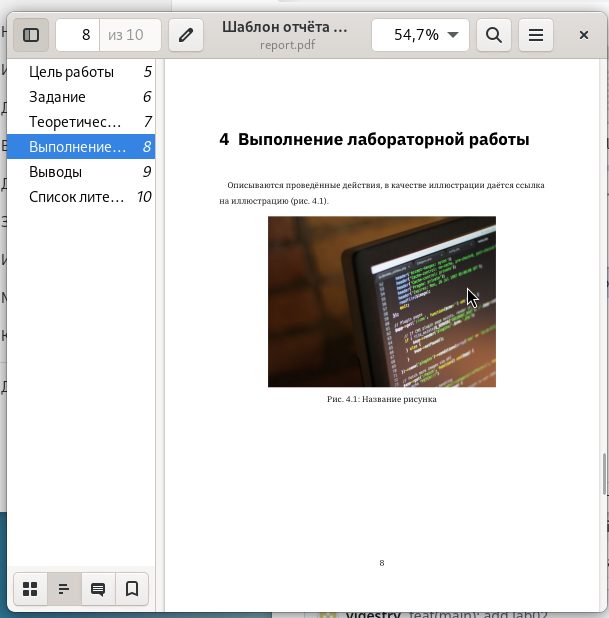 8 из 10
Шаблон отчёта ...
report.pdf
54,7%
Цель работы 5
Задание 6
Теоретичес... 7
Выполнение... 8
Выводы 9
Список лите... 10
4 Выполнение лабораторной работы
Описываются проведённые действия, в качестве иллюстрации даётся ссылка
на иллюстрацию (рис. 4.1).
Рис. 4.1: Название рисунка
8
vigestry feat(main): add lab02